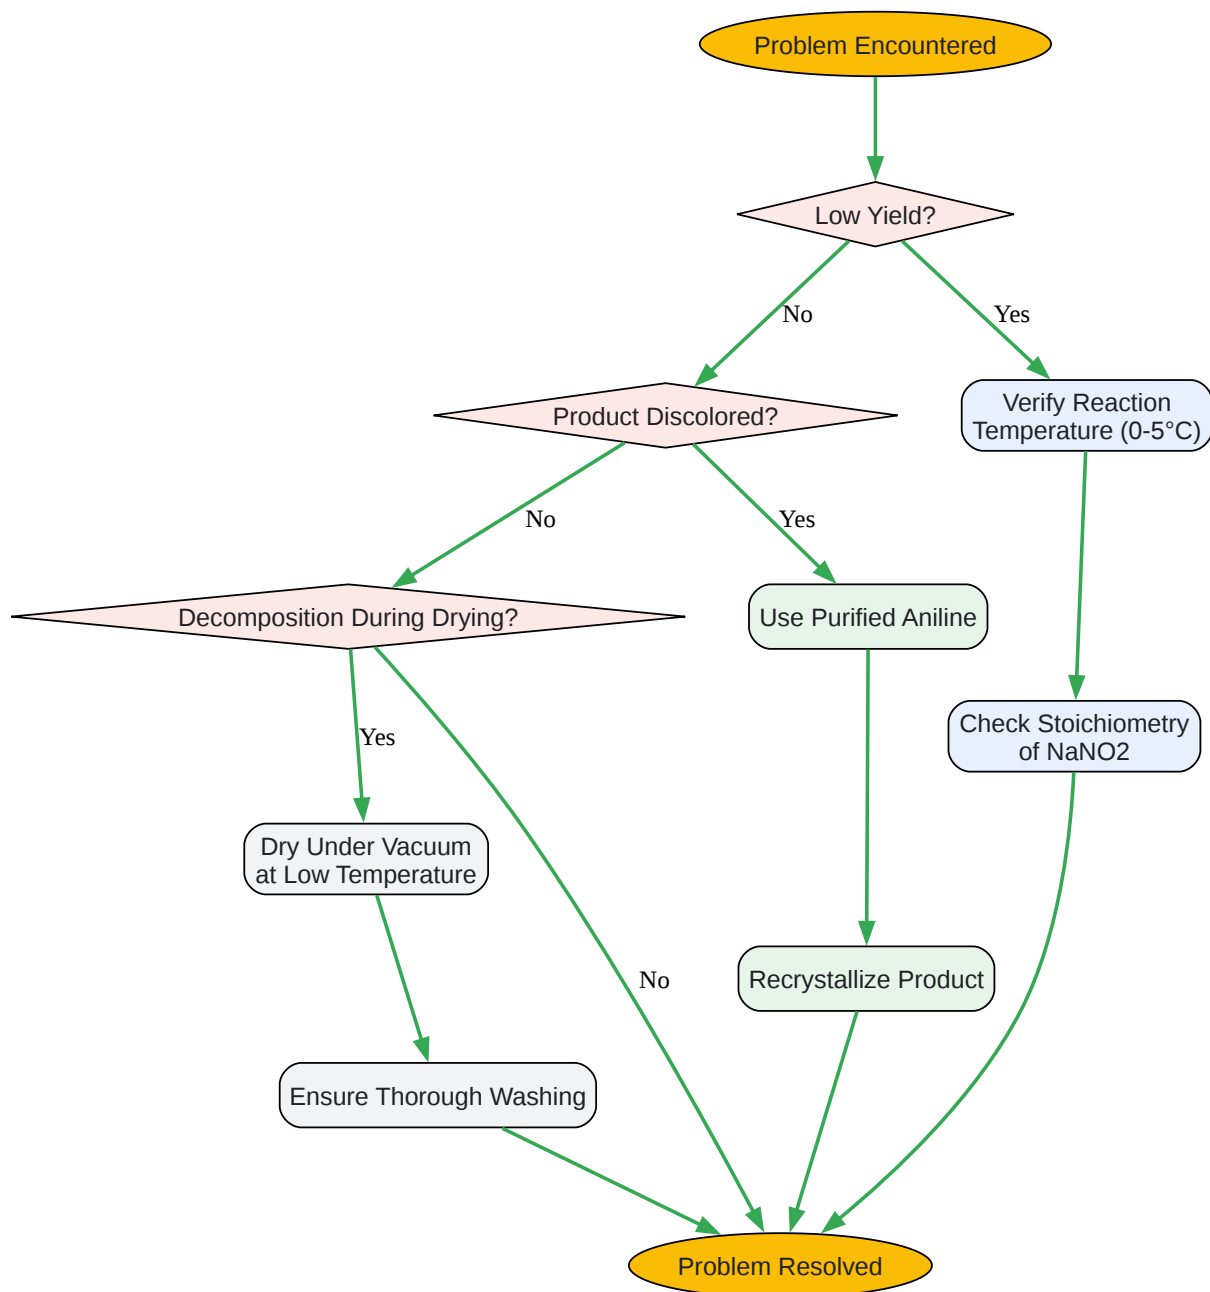 Problem Encountered
Low Yield?
No
Yes
Product Discolored?
Verify Reaction
Temperature (0-5°C)
No
Yes
Decomposition During Drying?
Use Purified Aniline
Yes
Check Stoichiometry
of NaNO2
Dry Under Vacuum
at Low Temperature
No
Recrystallize Product
Ensure Thorough Washing
Problem Resolved